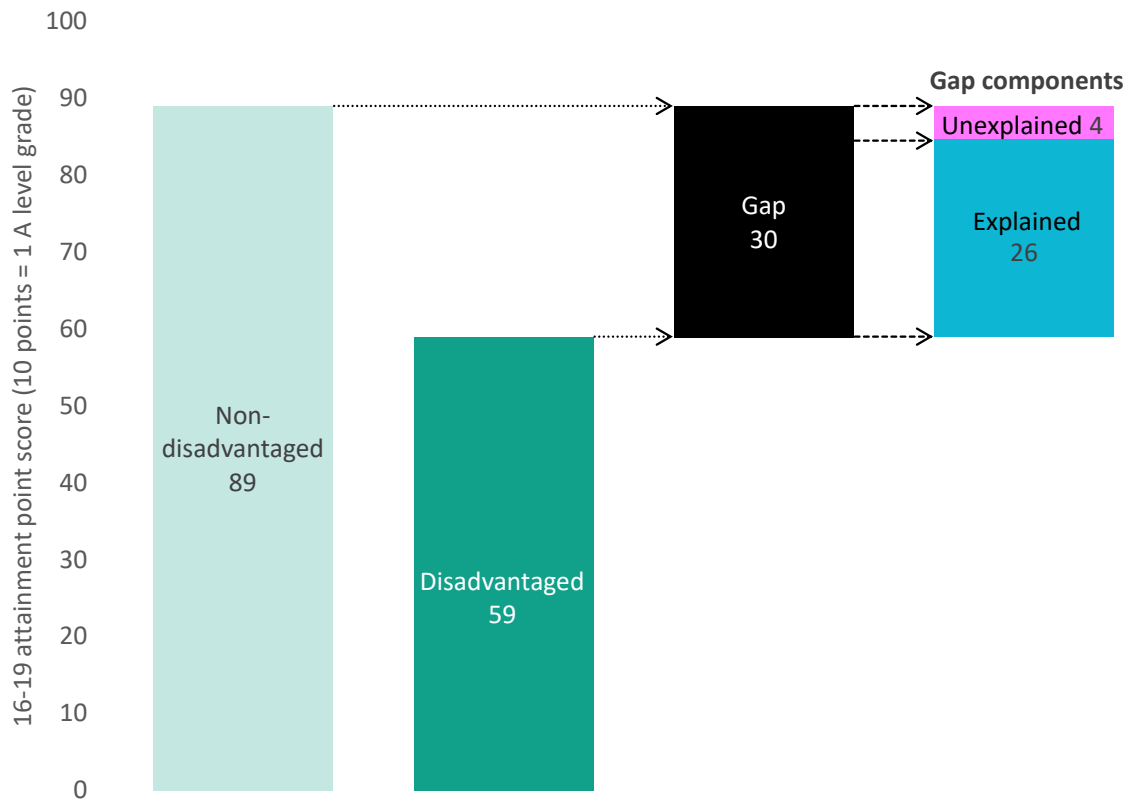 100
90
80
70
60
50
40
30
20
10
0
16-19 attainment point score (10 points = 1 A level grade)
Non-
disadvantaged
89
Disadvantaged
59
Gap
30
Gap components
Unexplained 4
Explained
26